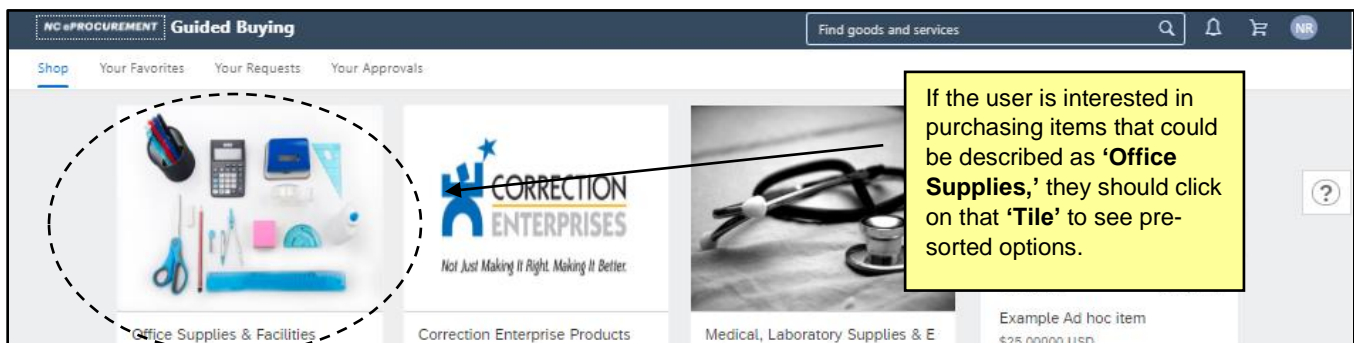 NC ePROCUREMENT Guided Buying
Find goods and services
NR
Shop Your Favorites Your Requests Your Approvals
If the user is interested in
purchasing items that could
be described as ‘Office
Supplies,’ they should click
on that ‘Tile’ to see pre-
sorted options.
?
CORRECTION
ENTERPRISES
Not Just Making It Right. Making It Better.
Office Supplies & Facilities
Correction Enterprise Products
Medical, Laboratory Supplies & E
Example Ad hoc item
$25.00000 USD